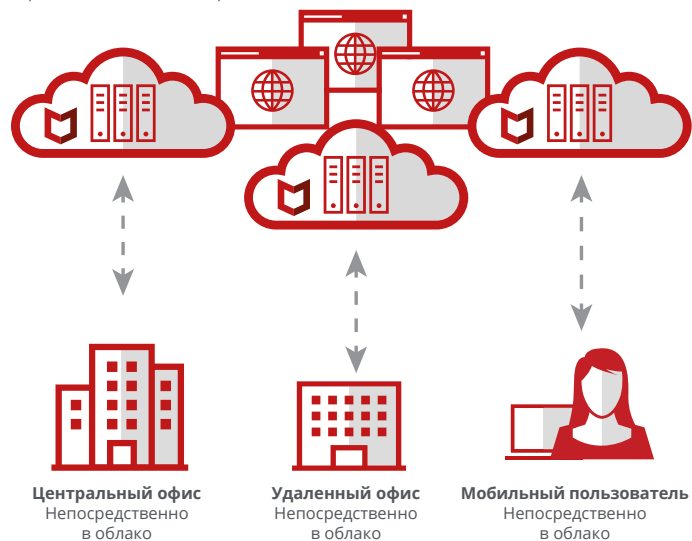 Центральный офис
Непосредственно
в облако
Удаленный офис
Непосредственно
в облако
Мобильный пользователь
Непосредственно
в облако